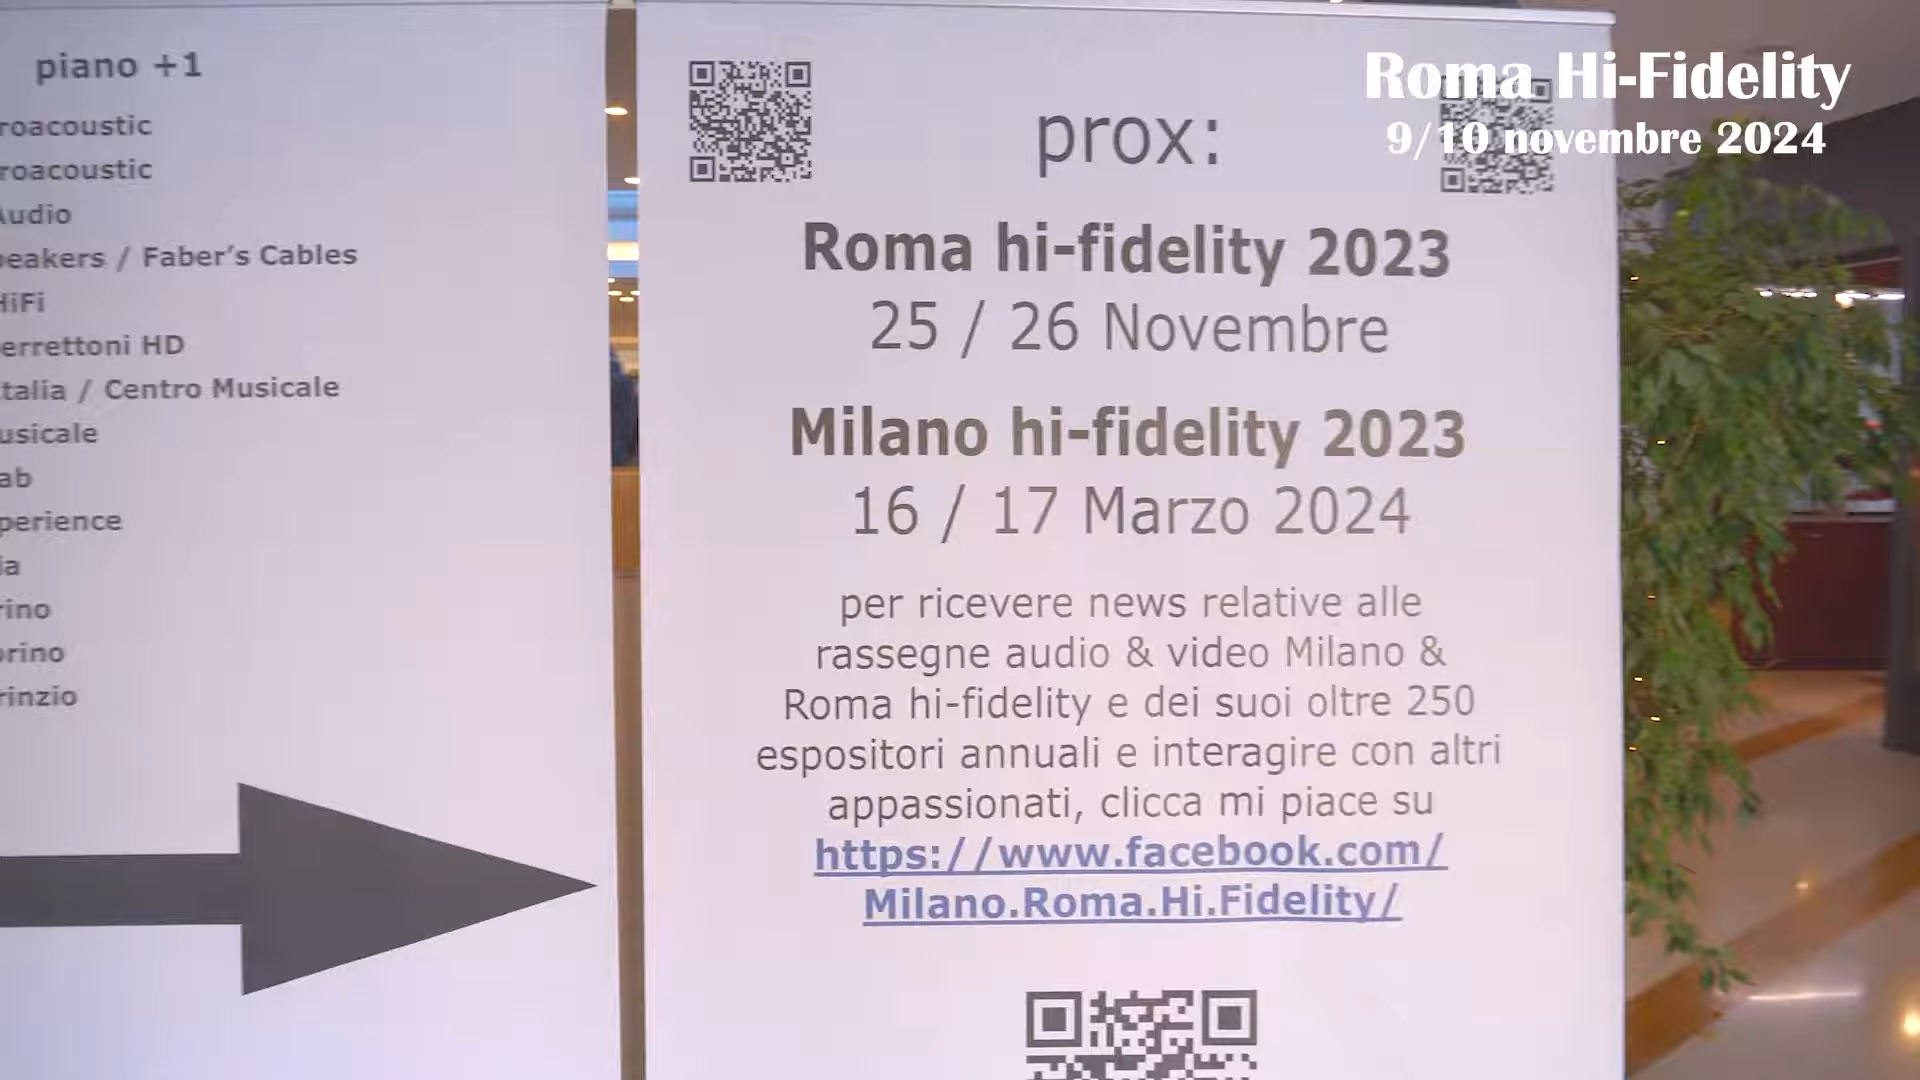 piano +1
roacoustic
roacoustic
Audio
peakers / Faber's Cables
HiFi
errettoni HD
talia / Centro Musicale
usicale
ab
perience
ia
rino
orino
rinzio
prox:
Roma hi-fidelity 2023
25 / 26 Novembre
Milano hi-fidelity 2023
16 / 17 Marzo 2024
per ricevere news relative alle
rassegne audio & video Milano &
Roma hi-fidelity e dei suoi oltre 250
espositori annuali e interagire con altri
appassionati, clicca mi piace su
https://www.facebook.com/
Milano.Roma.Hi.Fidelity/
Roma Hi-Fidelity
9/10 novembre 2024